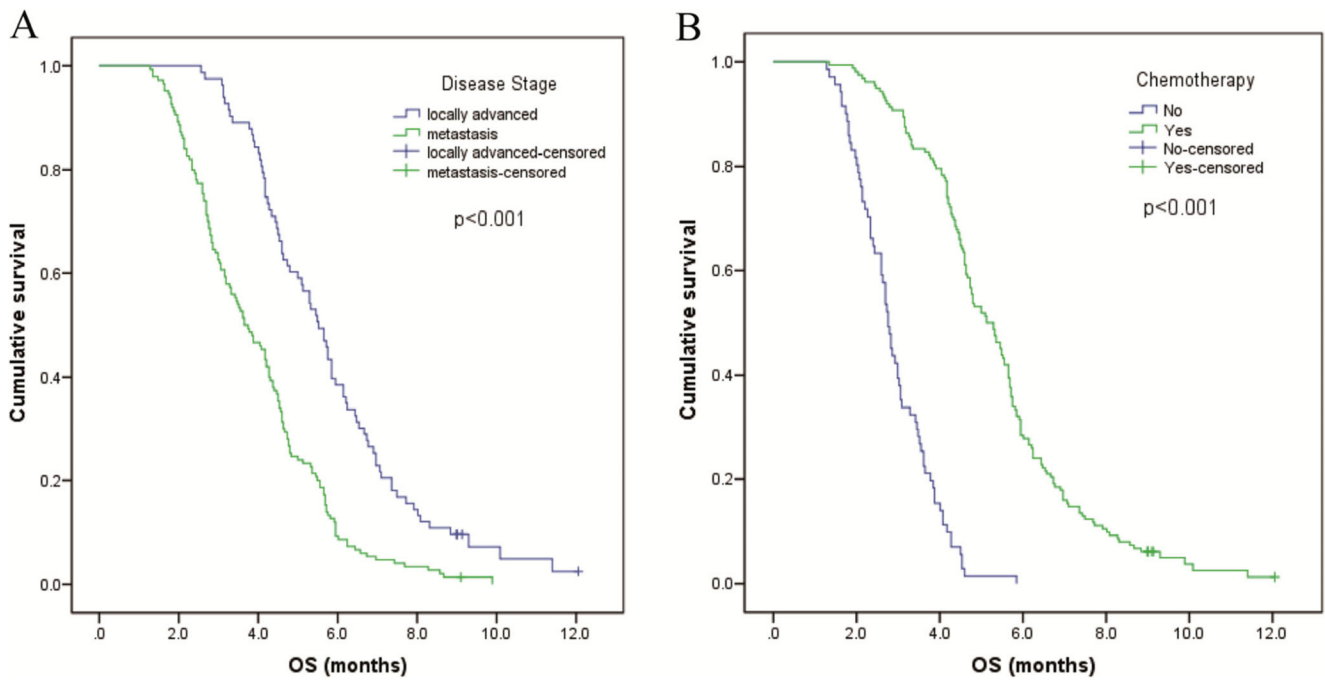 A
Disease Stage
locally advanced
metastasis
locally advanced-censored
metastasis-censored
p<0.001
Cumulative survival
1.0
0.8
0.6
0.4
0.2
0.0
.0 2.0 4.0 6.0 8.0 10.0 12.0
OS (months)
B
Chemotherapy
No
Yes
No-censored
Yes-censored
p<0.001
Cumulative survival
1.0
0.8
0.6
0.4
0.2
0.0
.0 2.0 4.0 6.0 8.0 10.0 12.0
OS (months)